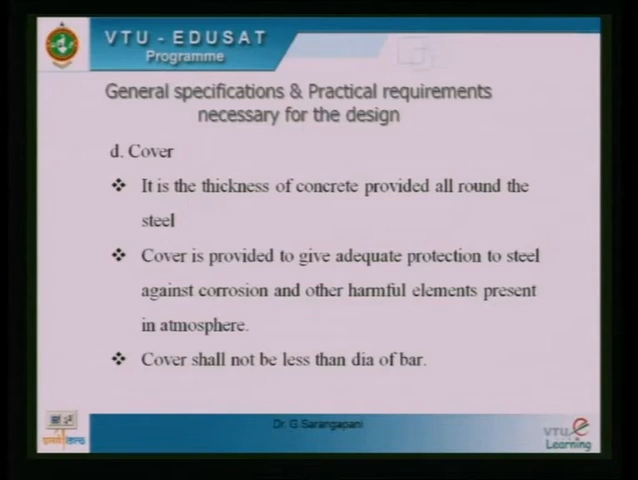 VTU - EDUSAT
Programme
General specifications & Practical requirements
necessary for the design
d. Cover
❖ It is the thickness of concrete provided all round the
steel
❖ Cover is provided to give adequate protection to steel
against corrosion and other harmful elements present
in atmosphere.
❖ Cover shall not be less than dia of bar.
Dr. G Sarangapani
VTU e
Learning